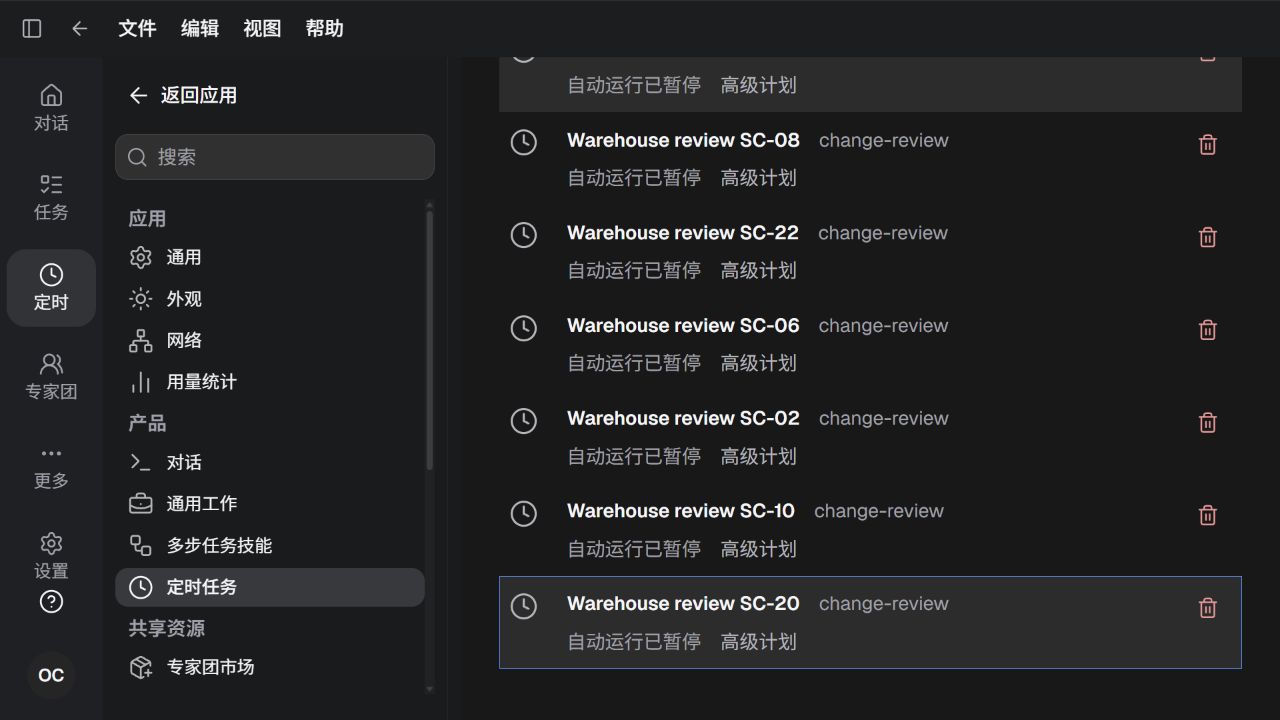 文件 编辑 视图 帮助
对话
任务
定时
专家团
更多
设置
OC
返回应用
搜索
应用
通用
外观
网络
用量统计
产品
对话
通用工作
多步任务技能
定时任务
共享资源
专家团市场
自动运行已暂停 高级计划
Warehouse review SC-08 change-review
自动运行已暂停 高级计划
Warehouse review SC-22 change-review
自动运行已暂停 高级计划
Warehouse review SC-06 change-review
自动运行已暂停 高级计划
Warehouse review SC-02 change-review
自动运行已暂停 高级计划
Warehouse review SC-10 change-review
自动运行已暂停 高级计划
Warehouse review SC-20 change-review
自动运行已暂停 高级计划